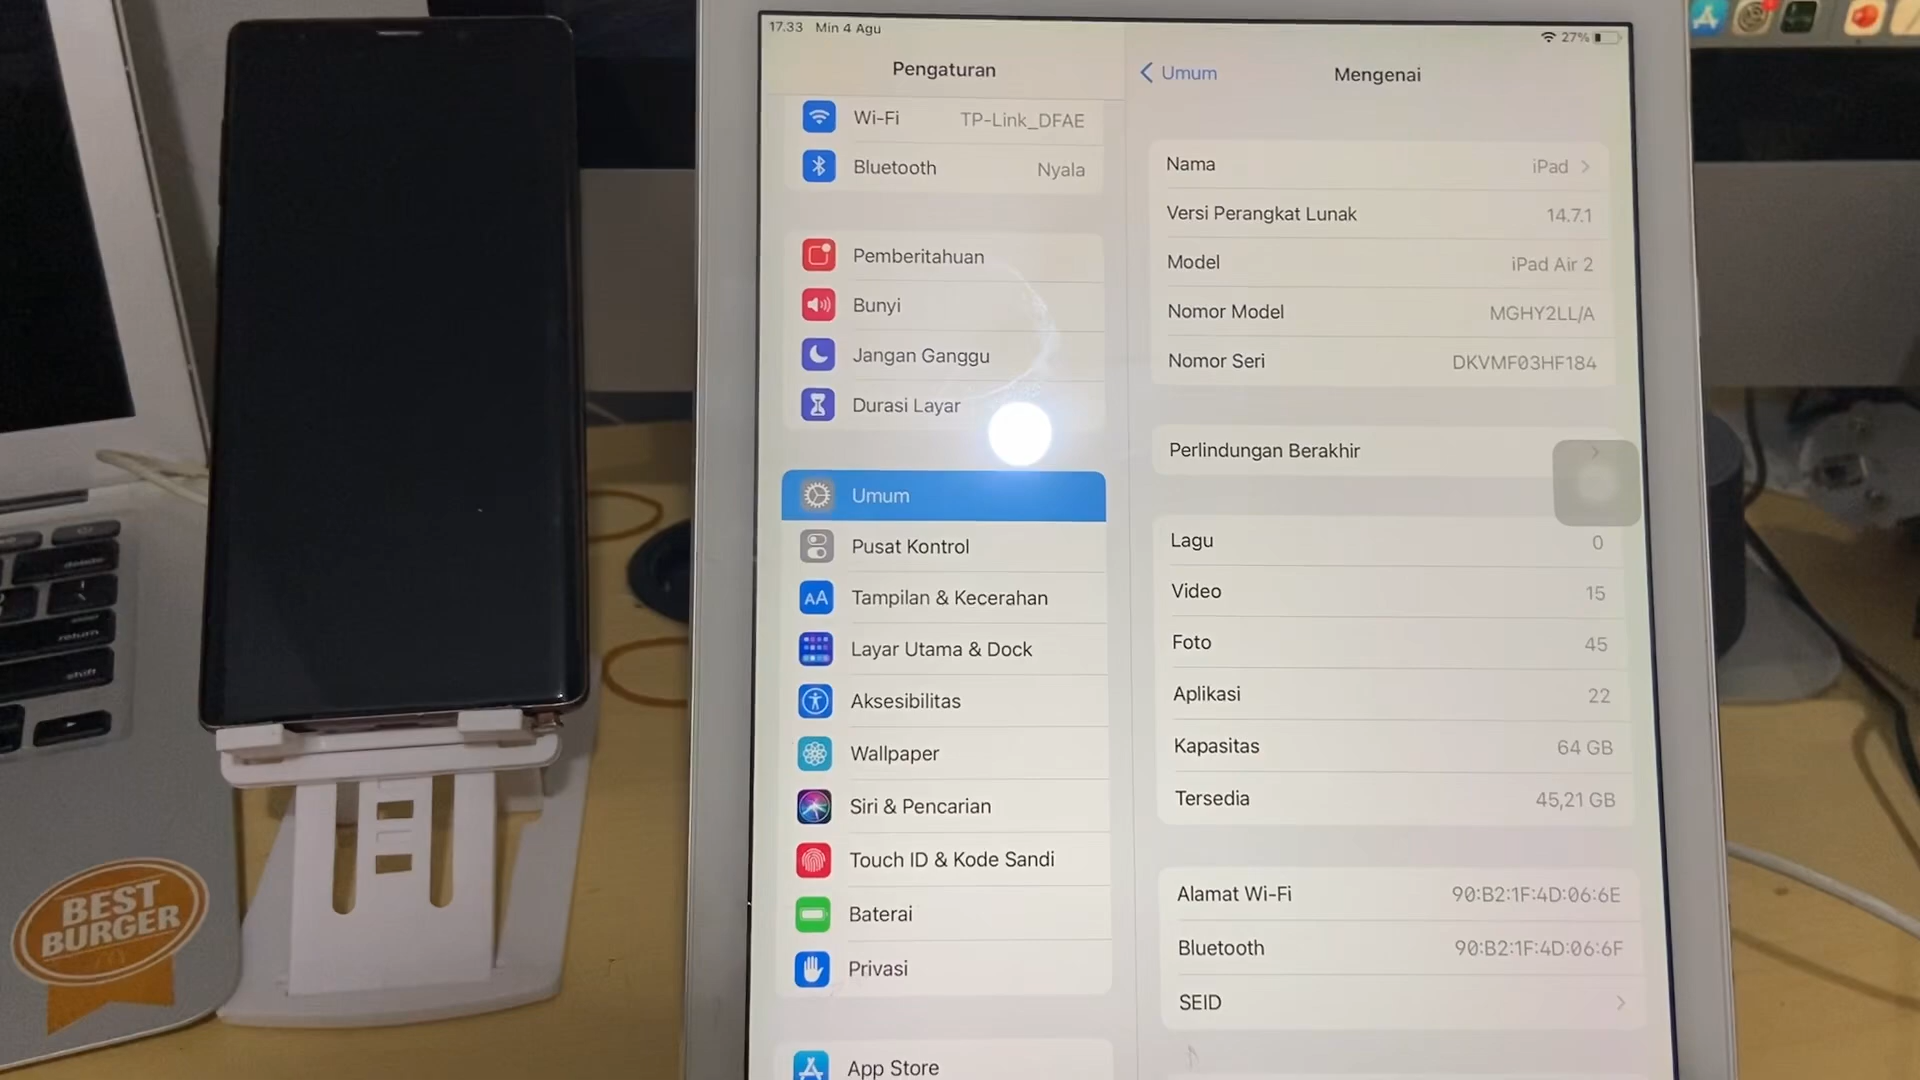 17.33 Min 4 Agu
27%
Pengaturan
Wi-Fi TP-Link_DFAE
Bluetooth Nyala
Pemberitahuan
Bunyi
Jangan Ganggu
Durasi Layar
Umum
Pusat Kontrol
AA Tampilan & Kecerahan
Layar Utama & Dock
Aksesibilitas
Wallpaper
Siri & Pencarian
Touch ID & Kode Sandi
Baterai
Privasi
App Store
Umum
Mengenai
Nama iPad
Versi Perangkat Lunak 14.7.1
Model iPad Air 2
Nomor Model MGHY2LL/A
Nomor Seri DKVMF03HF184
Perlindungan Berakhir
Lagu 0
Video 15
Foto 45
Aplikasi 22
Kapasitas 64 GB
Tersedia 45,21 GB
Alamat Wi-Fi 90:B2:1F:4D:06:6E
Bluetooth 90:B2:1F:4D:06:6F
SEID
delete
return
shift
BEST
BURGER